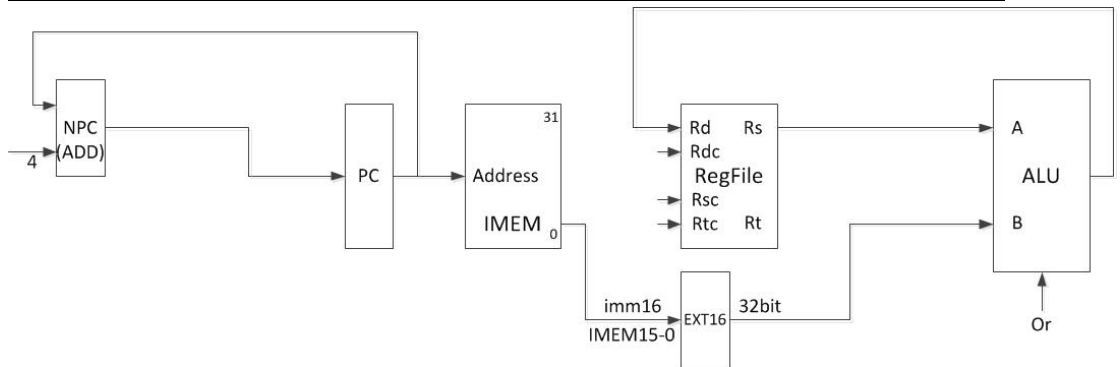 4
NPC
(ADD)
PC
31
Address
IMEM
0
Rd Rs
Rdc
RegFile
Rsc
Rtc Rt
A
ALU
B
Or
imm16
IMEM15-0
EXT16
32bit